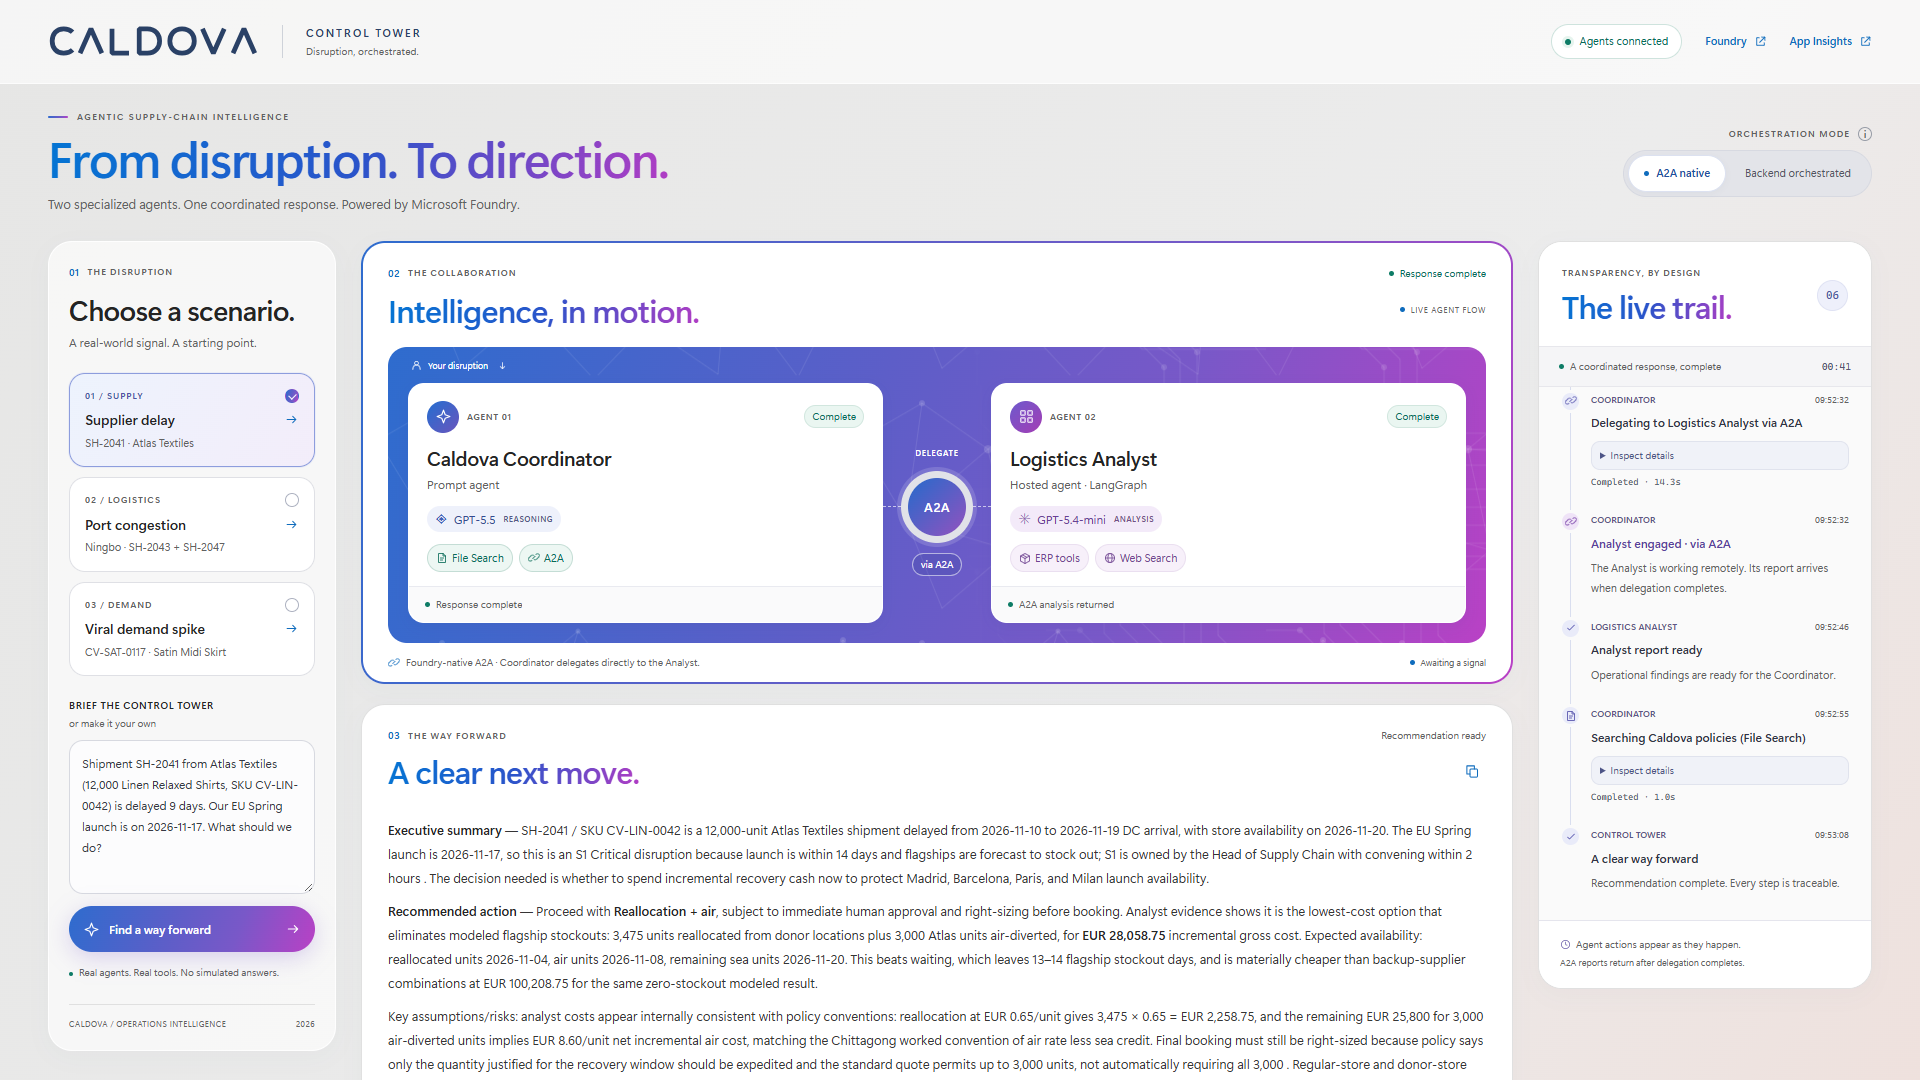 CALDOVA
CONTROL TOWER
Disruption, orchestrated.
Agents connected
Foundry
App Insights
AGENTIC SUPPLY-CHAIN INTELLIGENCE
From disruption. To direction.
Two specialized agents. One coordinated response. Powered by Microsoft Foundry.
ORCHESTRATION MODE
A2A native
Backend orchestrated
01 THE DISRUPTION
Choose a scenario.
A real-world signal. A starting point.
01 / SUPPLY
Supplier delay
SH-2041 · Atlas Textiles
02 / LOGISTICS
Port congestion
Ningbo · SH-2043 + SH-2047
03 / DEMAND
Viral demand spike
CV-SAT-0117 · Satin Midi Skirt
BRIEF THE CONTROL TOWER
or make it your own
Shipment SH-2041 from Atlas Textiles
(12,000 Linen Relaxed Shirts, SKU CV-LIN-
0042) is delayed 9 days. Our EU Spring
launch is on 2026-11-17. What should we
do?
Find a way forward
Real agents. Real tools. No simulated answers.
CALDOVA / OPERATIONS INTELLIGENCE
2026
02 THE COLLABORATION
Response complete
Intelligence, in motion.
LIVE AGENT FLOW
Your disruption
AGENT 01
Complete
Caldova Coordinator
Prompt agent
GPT-5.5 REASONING
File Search
A2A
Response complete
DELEGATE
A2A
via A2A
AGENT 02
Complete
Logistics Analyst
Hosted agent · LangGraph
GPT-5.4-mini ANALYSIS
ERP tools
Web Search
A2A analysis returned
Foundry-native A2A · Coordinator delegates directly to the Analyst.
Awaiting a signal
03 THE WAY FORWARD
Recommendation ready
A clear next move.
Executive summary — SH-2041 / SKU CV-LIN-0042 is a 12,000-unit Atlas Textiles shipment delayed from 2026-11-10 to 2026-11-19 DC arrival, with store availability on 2026-11-20. The EU Spring
launch is 2026-11-17, so this is an S1 Critical disruption because launch is within 14 days and flagships are forecast to stock out; S1 is owned by the Head of Supply Chain with convening within 2
hours . The decision needed is whether to spend incremental recovery cash now to protect Madrid, Barcelona, Paris, and Milan launch availability.
Recommended action — Proceed with Reallocation + air, subject to immediate human approval and right-sizing before booking. Analyst evidence shows it is the lowest-cost option that
eliminates modeled flagship stockouts: 3,475 units reallocated from donor locations plus 3,000 Atlas units air-diverted, for EUR 28,058.75 incremental gross cost. Expected availability:
reallocated units 2026-11-04, air units 2026-11-08, remaining sea units 2026-11-20. This beats waiting, which leaves 13–14 flagship stockout days, and is materially cheaper than backup-supplier
combinations at EUR 100,208.75 for the same zero-stockout modeled result.
Key assumptions/risks: analyst costs appear internally consistent with policy conventions: reallocation at EUR 0.65/unit gives 3,475 × 0.65 = EUR 2,258.75, and the remaining EUR 25,800 for 3,000
air-diverted units implies EUR 8.60/unit net incremental air cost, matching the Chittagong worked convention of air rate less sea credit. Final booking must still be right-sized because policy says
only the quantity justified for the recovery window should be expedited and the standard quote permits up to 3,000 units, not automatically requiring all 3,000 . Regular-store and donor-store
TRANSPARENCY, BY DESIGN
The live trail.
06
A coordinated response, complete
00:41
COORDINATOR
09:52:32
Delegating to Logistics Analyst via A2A
Inspect details
Completed · 14.3s
COORDINATOR
09:52:32
Analyst engaged · via A2A
The Analyst is working remotely. Its report arrives
when delegation completes.
LOGISTICS ANALYST
09:52:46
Analyst report ready
Operational findings are ready for the Coordinator.
COORDINATOR
09:52:55
Searching Caldova policies (File Search)
Inspect details
Completed · 1.0s
CONTROL TOWER
09:53:08
A clear way forward
Recommendation complete. Every step is traceable.
Agent actions appear as they happen.
A2A reports return after delegation completes.